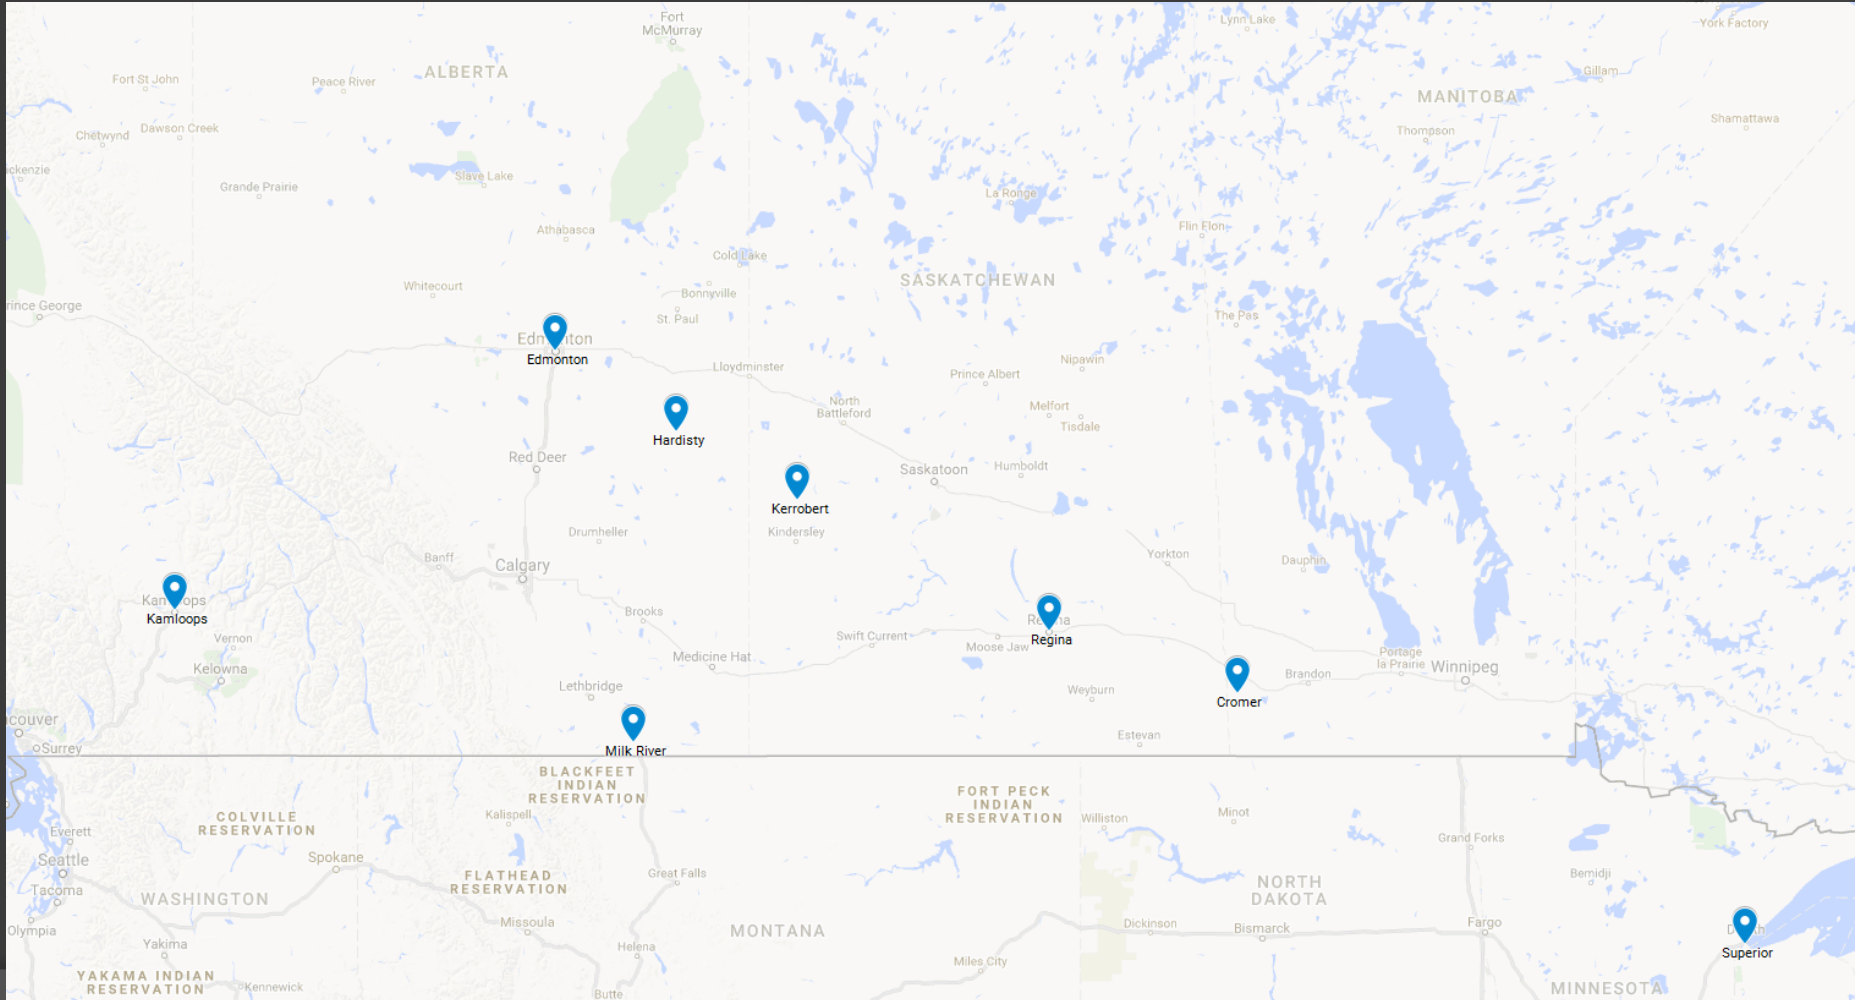 Fort
McMurray
Lynn Lake
York Factory
Fort St John
Peace River
ALBERTA
Gillam
MANITOBA
Chetwynd
Dawson Creek
Thompson
Shamattawa
ackenzie
Grande Prairie
Slave Lake
La Ronge
Athabasca
Flin Flon
Cold Lake
Whitecourt
Bonnyville
SASKATCHEWAN
rince George
St. Paul
The Pas
Edmonton
Lloydminster
Nipawin
Prince Albert
North
Battleford
Melfort
Tisdale
Hardisty
Red Deer
Saskatoon
Humboldt
Kerrobert
Drumheller
Kindersley
Banff
Calgary
Yorkton
Dauphin
Kamloops
Brooks
Vernon
Swift Current
Regina
Moose Jaw
Medicine Hat
Kelowna
Portage
la Prairie
Winnipeg
Brandon
Lethbridge
Weyburn
Cromer
couver
Surrey
Milk River
Estevan
BLACKFEET
INDIAN
RESERVATION
FORT PECK
INDIAN
RESERVATION
COLVILLE
RESERVATION
Kalispell
Williston
Minot
Everett
Grand Forks
Seattle
Spokane
Tacoma
FLATHEAD
RESERVATION
Great Falls
Bemidji
WASHINGTON
NORTH
DAKOTA
Olympia
Missoula
MONTANA
Dickinson
Bismarck
Fargo
Yakima
Helena
Superior
Miles City
YAKAMA INDIAN
RESERVATION
Kennewick
Butte
MINNESOTA